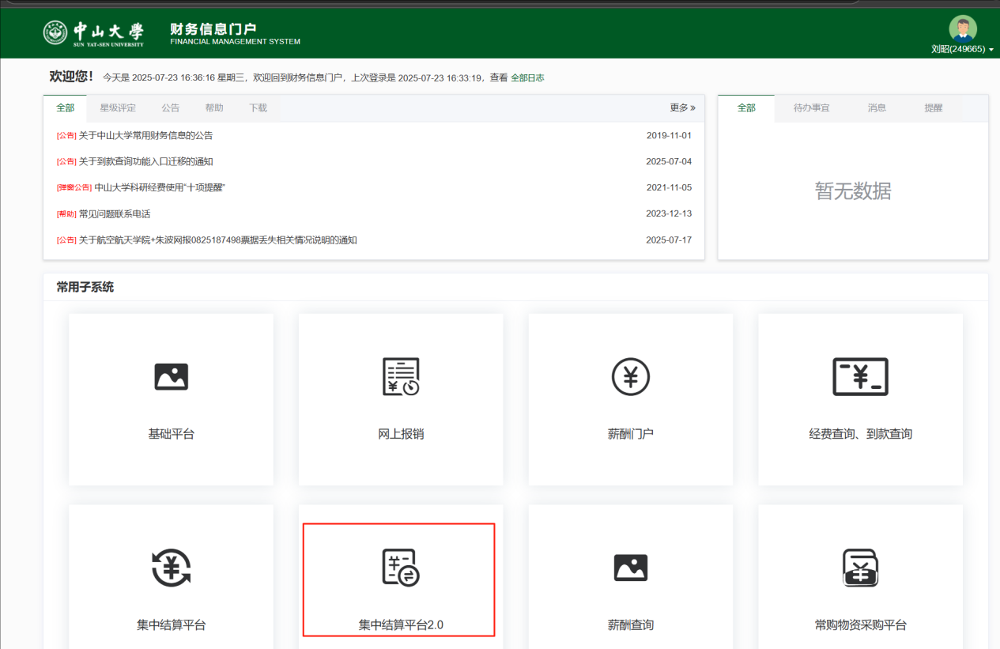 中山大学
SUN YAT-SEN UNIVERSITY
财务信息门户
FINANCIAL MANAGEMENT SYSTEM
刘昭(249665)
欢迎您! 今天是 2025-07-23 16:36:16 星期三，欢迎回到财务信息门户，上次登录是 2025-07-23 16:33:19，查看 全部日志
全部 星级评定 公告 帮助 下载 更多 »
[公告] 关于中山大学常用财务信息的公告 2019-11-01
[公告] 关于到款查询功能入口迁移的通知 2025-07-04
[弹窗公告] 中山大学科研经费使用“十项提醒” 2021-11-05
[帮助] 常见问题联系电话 2023-12-13
[公告] 关于航空航天学院+朱波网报0825187498票据丢失相关情况说明的通知 2025-07-17
全部 待办事宜 消息 提醒
暂无数据
常用子系统
基础平台 网上报销 薪酬门户 经费查询、到款查询
集中结算平台 集中结算平台2.0 薪酬查询 常购物资采购平台